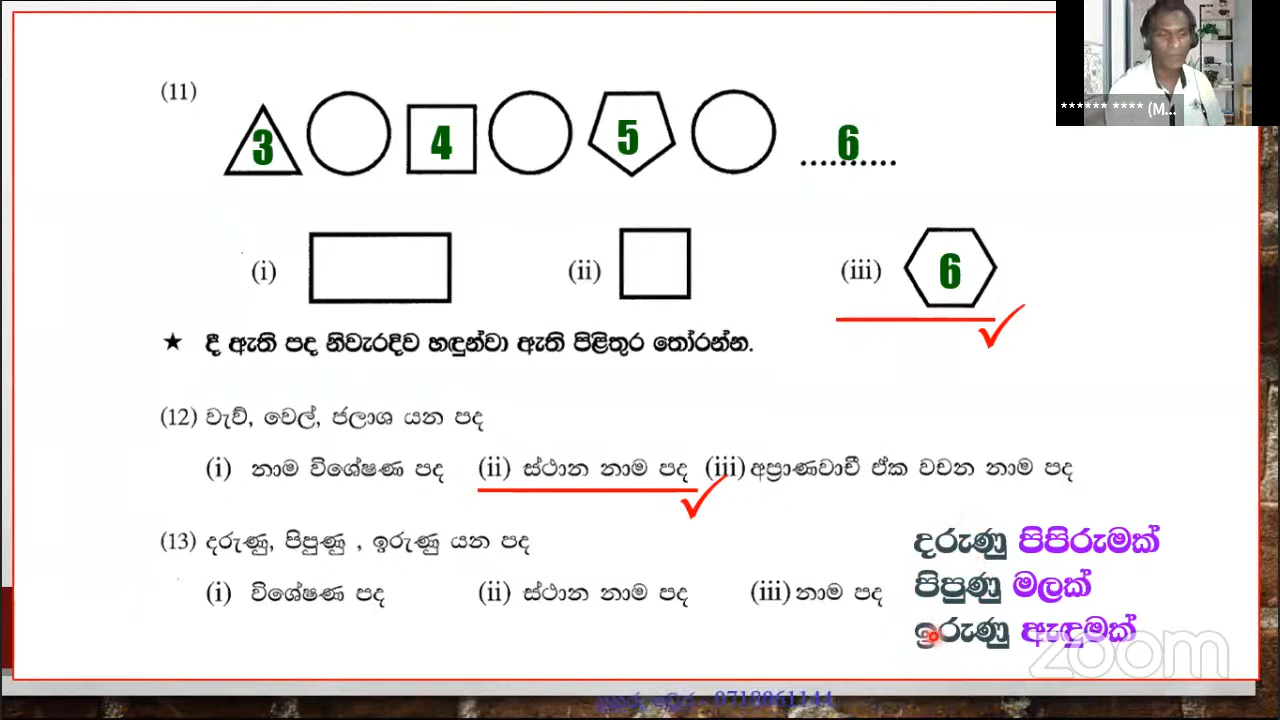 ****** **** (M...
(11)
3 4 5 6
(i) (ii) (iii) 6
★ දී ඇති පද නිවැරදිව හඳුන්වා ඇති පිළිතුර තෝරන්න.
(12) වැව්, වෙල්, ජලාශ යන පද
(i) නාම විශේෂණ පද (ii) ස්ථාන නාම පද (iii) අප්‍රාණවාචී ඒක වචන නාම පද
(13) දරුණු, පිපුණු , ඉරුණු යන පද
(i) විශේෂණ පද (ii) ස්ථාන නාම පද (iii) නාම පද
දරුණු පිපිරුමක්
පිපුණු මලක්
ඉරුණු ඇඳුමක්
zoom